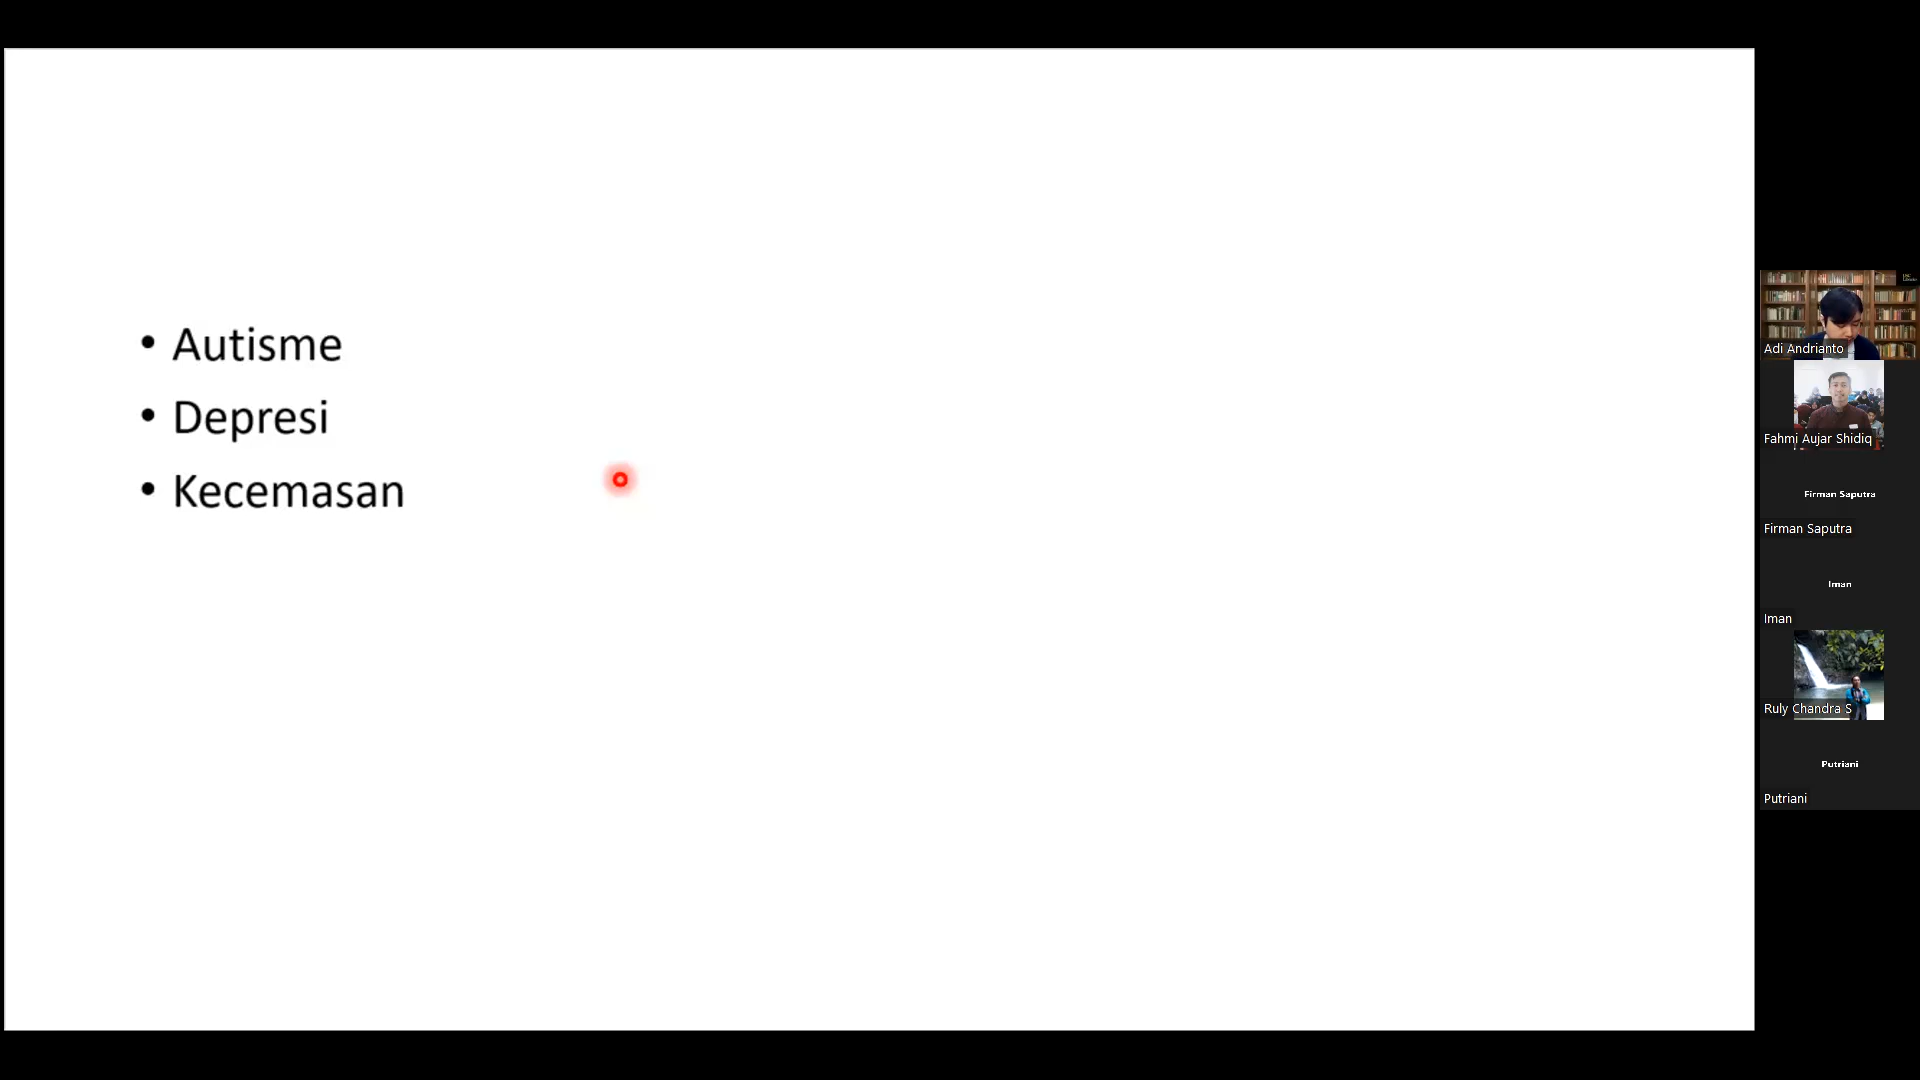 • Autisme
• Depresi
• Kecemasan
Adi Andrianto
Fahmi Aujar Shidiq
Firman Saputra
Firman Saputra
Iman
Iman
Ruly Chandra S
Putriani
Putriani